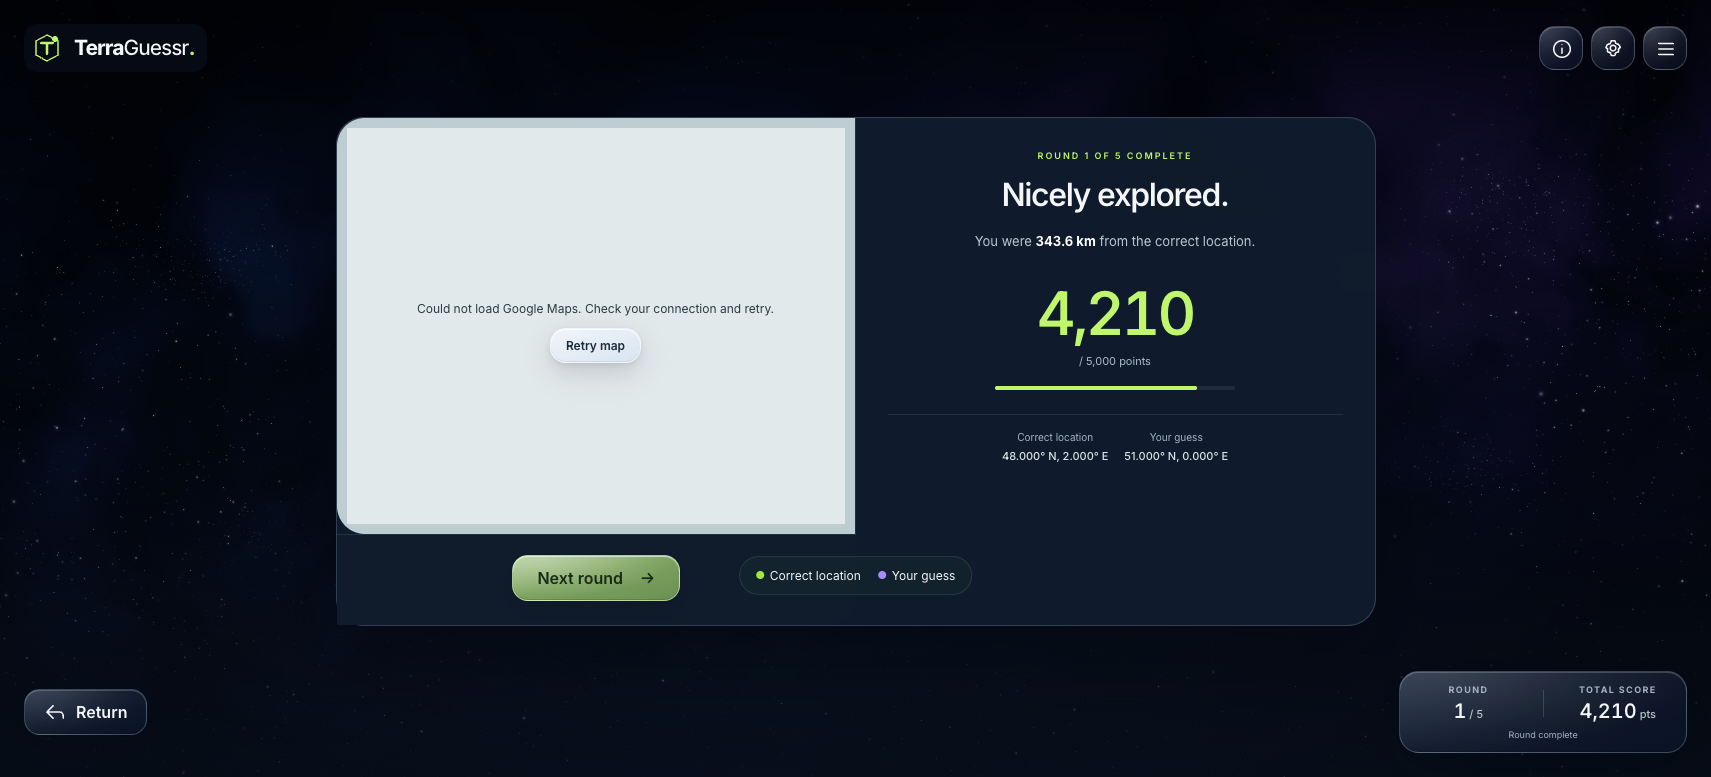 TerraGuessr.
Could not load Google Maps. Check your connection and retry.
Retry map
ROUND 1 OF 5 COMPLETE
Nicely explored.
You were 343.6 km from the correct location.
4,210
/ 5,000 points
Correct location
Your guess
48.000° N, 2.000° E
51.000° N, 0.000° E
Next round
Correct location
Your guess
Return
ROUND
TOTAL SCORE
1 / 5
4,210 pts
Round complete